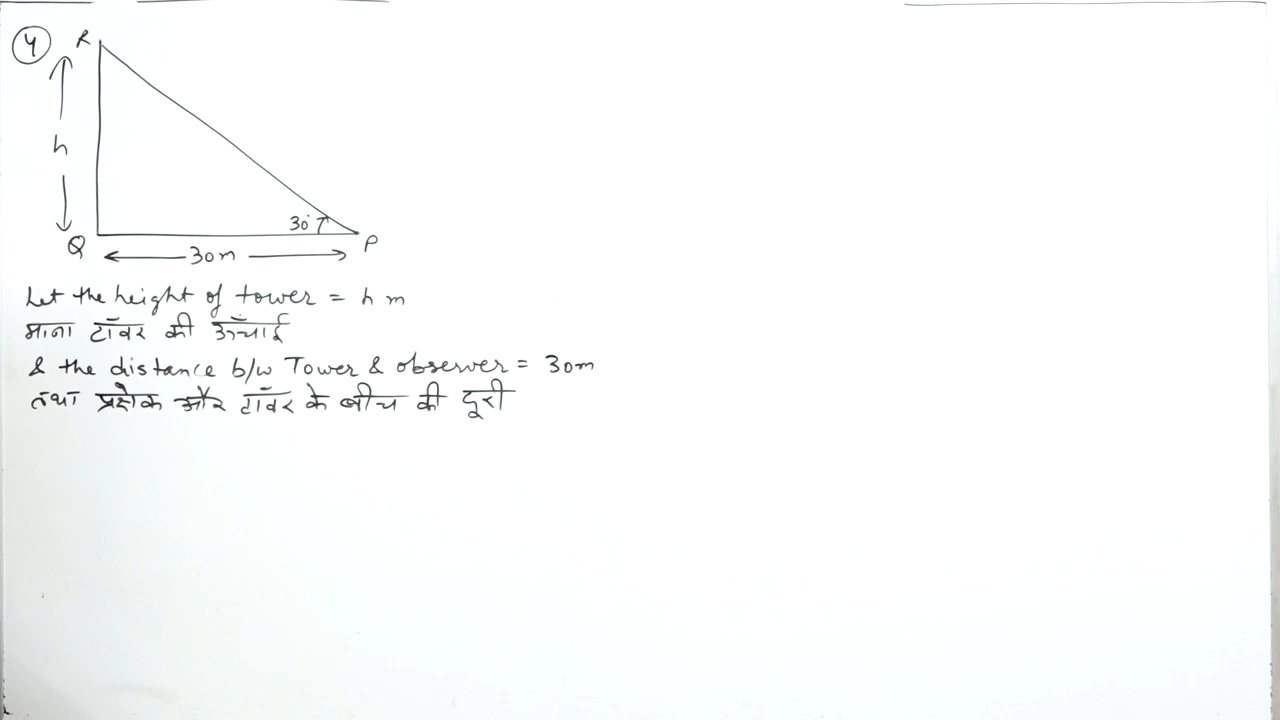 4
R
h
30°
Q
P
30m
Let the height of tower = h m
माना टॉवर की ऊँचाई
& the distance b/w Tower & observer = 30m
तथा प्रेक्षक और टॉवर के बीच की दूरी